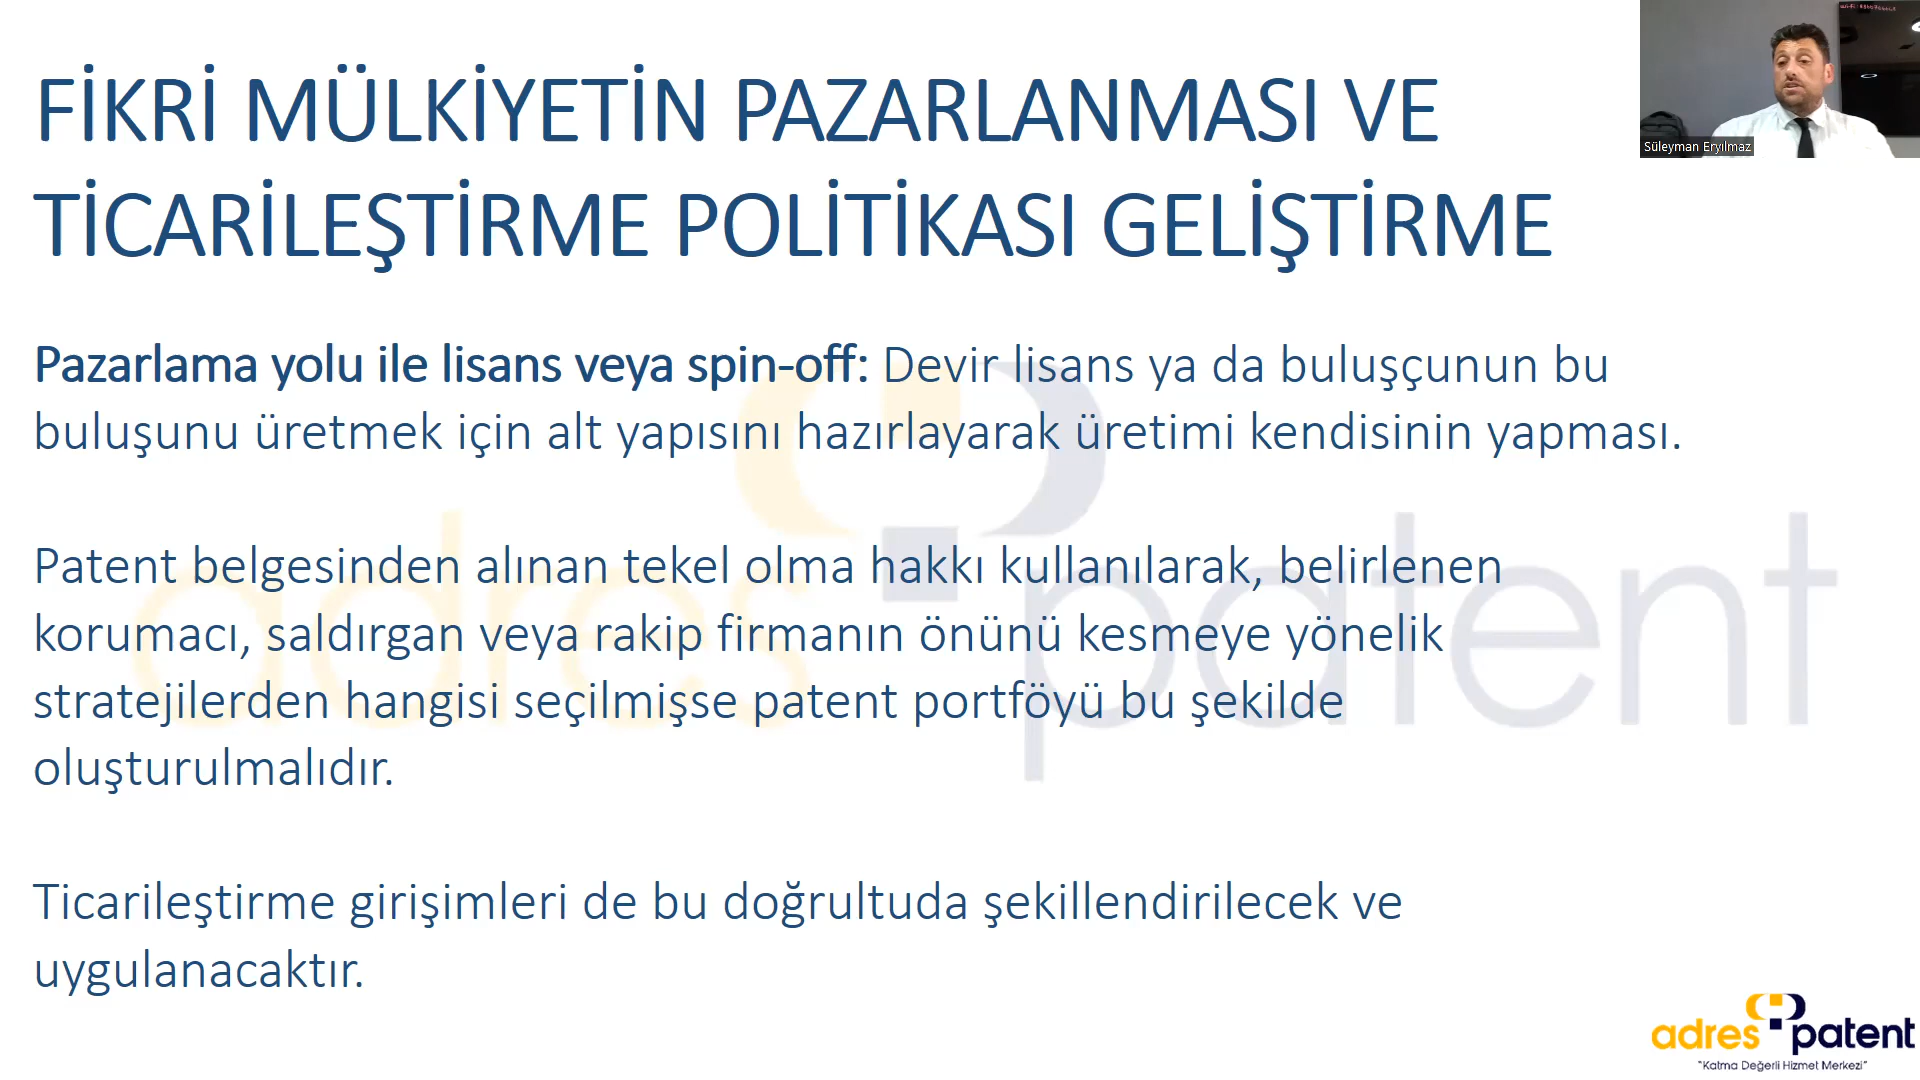 FİKRİ MÜLKİYETİN PAZARLANMASI VE
TİCARİLEŞTİRME POLİTİKASI GELİŞTİRME
Süleyman Eryılmaz
Pazarlama yolu ile lisans veya spin-off: Devir lisans ya da buluşçunun bu
buluşunu üretmek için alt yapısını hazırlayarak üretimi kendisinin yapması.
Patent belgesinden alınan tekel olma hakkı kullanılarak, belirlenen
korumacı, saldırgan veya rakip firmanın önünü kesmeye yönelik
stratejilerden hangisi seçilmişse patent portföyü bu şekilde
oluşturulmalıdır.
Ticarileştirme girişimleri de bu doğrultuda şekillendirilecek ve
uygulanacaktır.
adres patent
adres patent
"Katma Değerli Hizmet Merkezi"